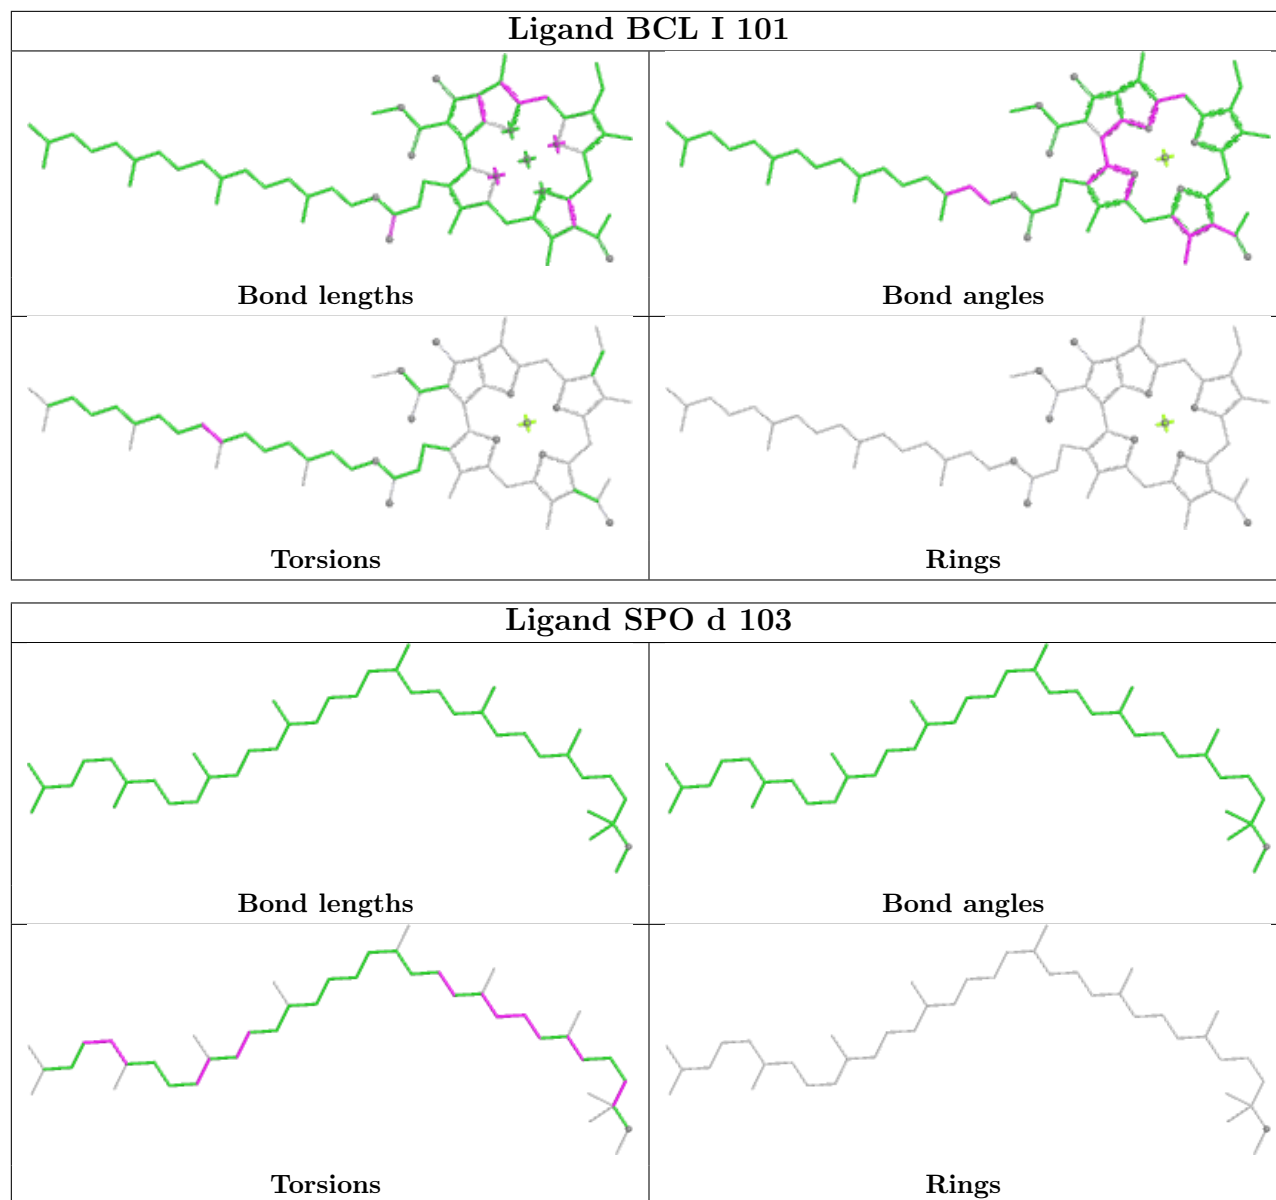 Ligand BCL I 101
Bond lengths
Bond angles
Torsions
Rings
Ligand SPO d 103
Bond lengths
Bond angles
Torsions
Rings